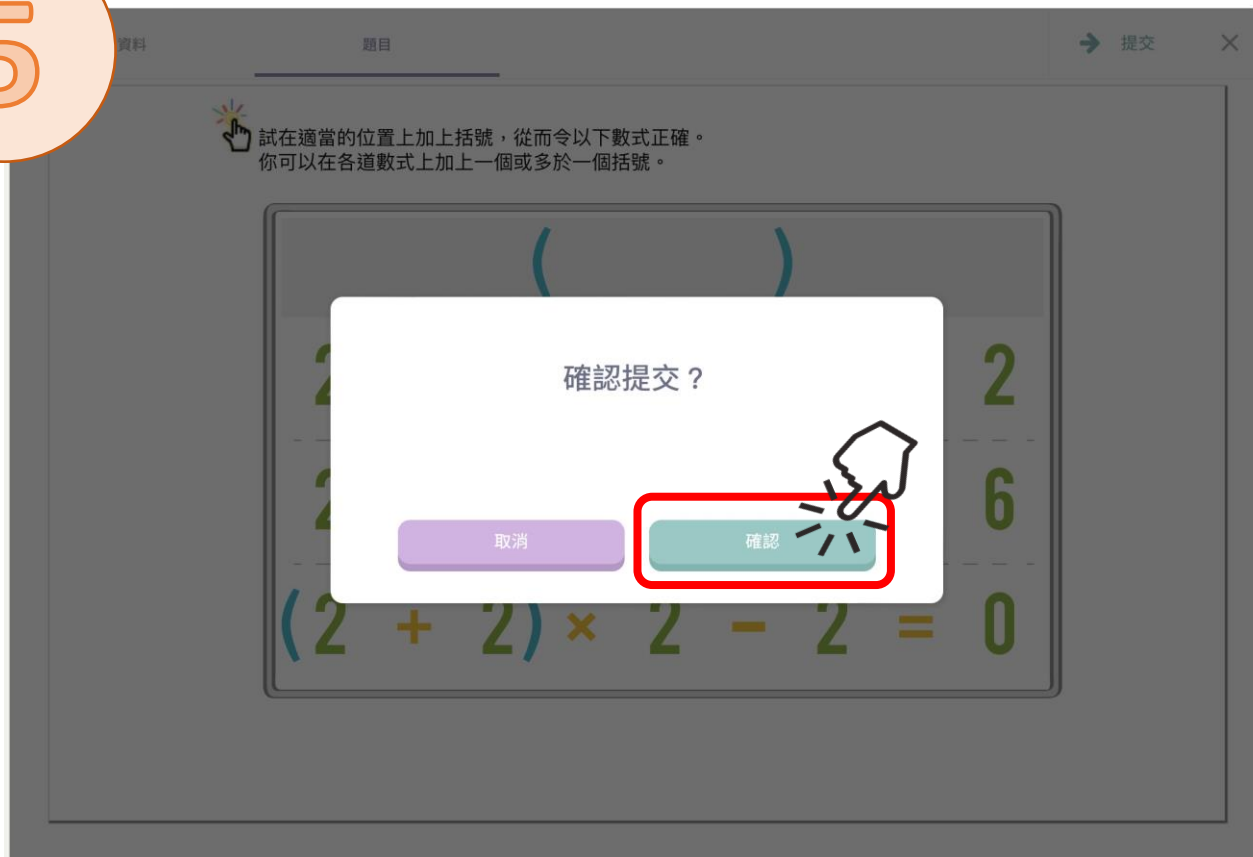 5
資料
題目
提交
試在適當的位置上加上括號，從而令以下數式正確。
你可以在各道數式上加上一個或多於一個括號。
( )
2 2
確認提交？
2 6
取消
確認
(2 + 2) × 2 − 2 = 0